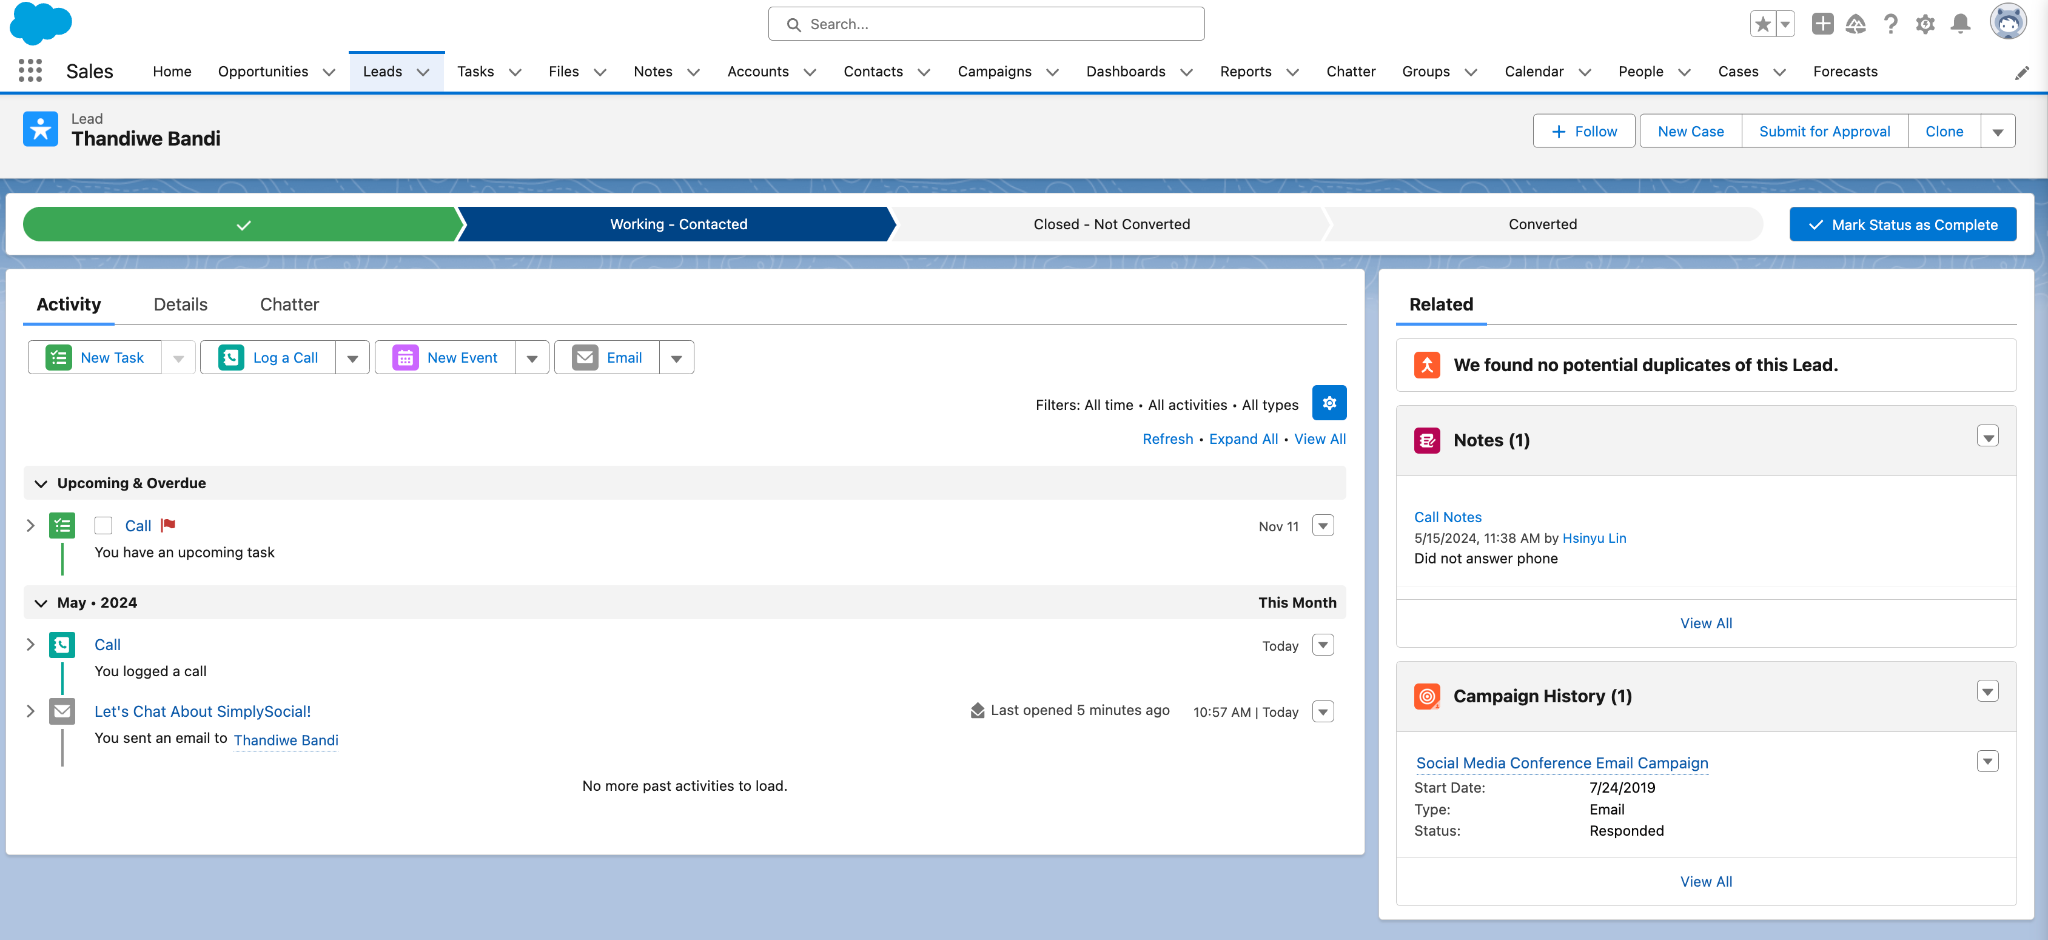 Search...
Sales
Home
Opportunities
Leads
Tasks
Files
Notes
Accounts
Contacts
Campaigns
Dashboards
Reports
Chatter
Groups
Calendar
People
Cases
Forecasts
Lead
Thandiwe Bandi
Follow
New Case
Submit for Approval
Clone
Working - Contacted
Closed - Not Converted
Converted
Mark Status as Complete
Activity
Details
Chatter
New Task
Log a Call
New Event
Email
Filters: All time • All activities • All types
Refresh • Expand All • View All
Upcoming & Overdue
Call
Nov 11
You have an upcoming task
May • 2024
This Month
Call
Today
You logged a call
Let's Chat About SimplySocial!
Last opened 5 minutes ago
10:57 AM | Today
You sent an email to Thandiwe Bandi
No more past activities to load.
Related
We found no potential duplicates of this Lead.
Notes (1)
Call Notes
5/15/2024, 11:38 AM by Hsinyu Lin
Did not answer phone
View All
Campaign History (1)
Social Media Conference Email Campaign
Start Date: 7/24/2019
Type: Email
Status: Responded
View All